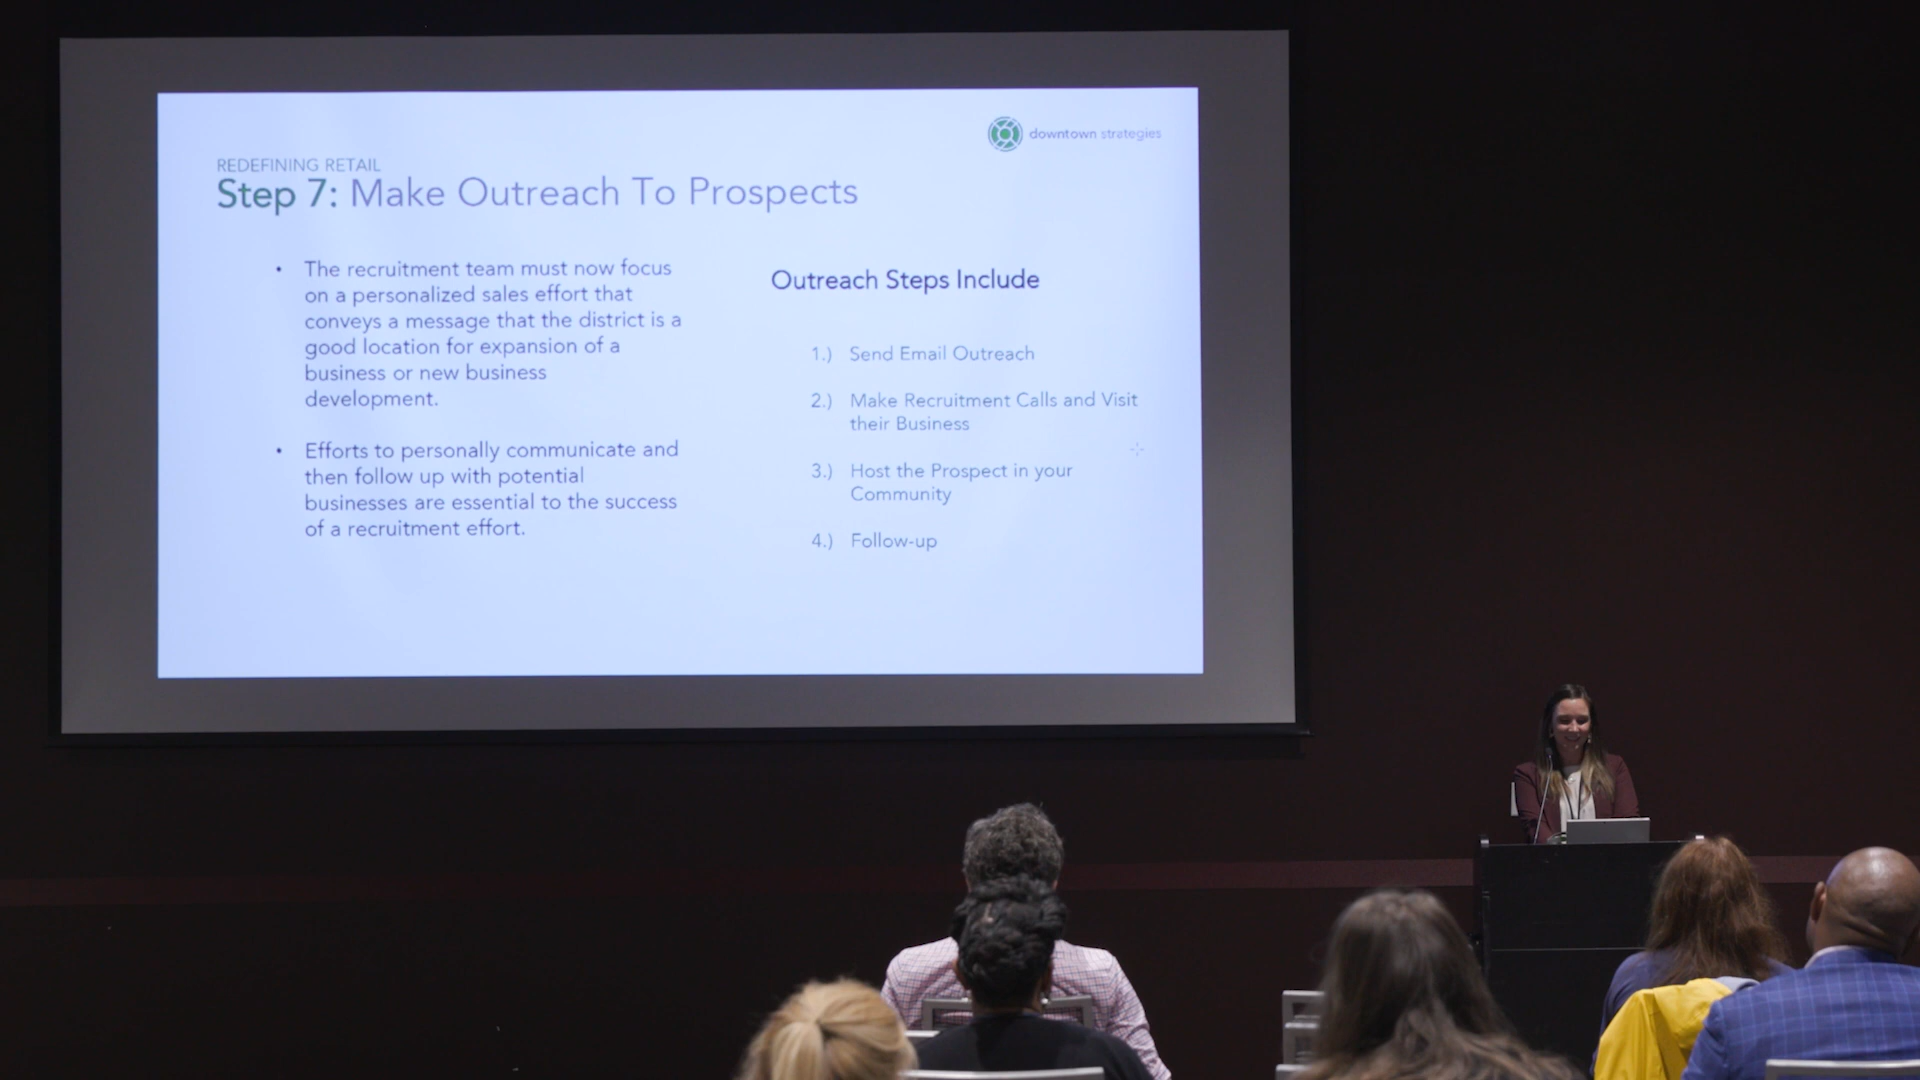 downtown strategies
REDEFINING RETAIL
Step 7: Make Outreach To Prospects
• The recruitment team must now focus
on a personalized sales effort that
conveys a message that the district is a
good location for expansion of a
business or new business
development.
• Efforts to personally communicate and
then follow up with potential
businesses are essential to the success
of a recruitment effort.
Outreach Steps Include
1.) Send Email Outreach
2.) Make Recruitment Calls and Visit
their Business
3.) Host the Prospect in your
Community
4.) Follow-up